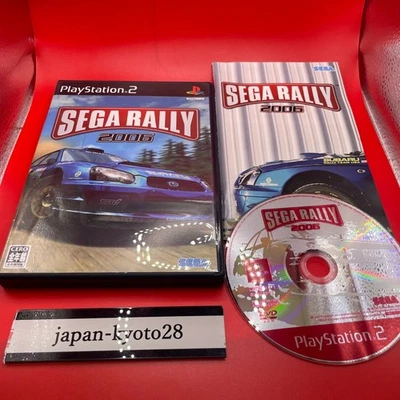 PlayStation.2
SEGA RALLY
2006
CERO
全年齢
SEGA
SEGA
SEGA RALLY
2006
SUBARU
SEGA RALLY
2006
SEGA
PlayStation.2
japan-kyoto28